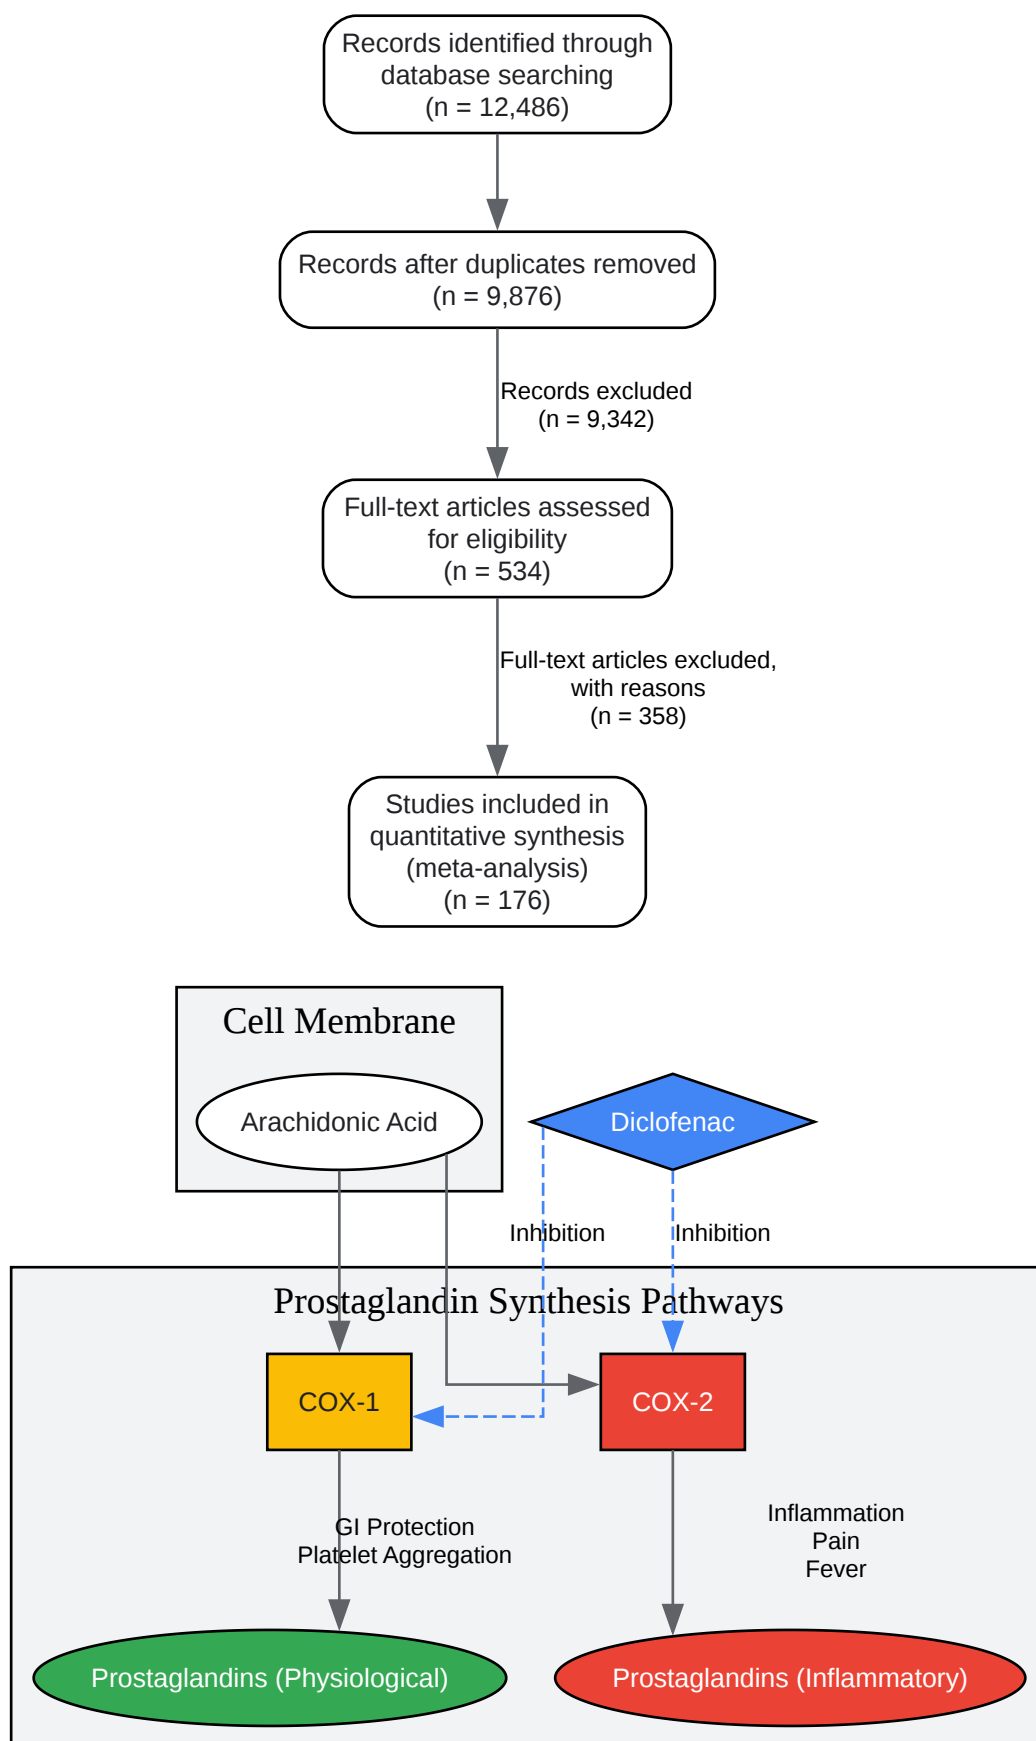 Records identified through
database searching
(n = 12,486)
Records after duplicates removed
(n = 9,876)
Records excluded
(n = 9,342)
Full-text articles assessed
for eligibility
(n = 534)
Full-text articles excluded,
with reasons
(n = 358)
Studies included in
quantitative synthesis
(meta-analysis)
(n = 176)
Cell Membrane
Arachidonic Acid
Diclofenac
Inhibition
Inhibition
Prostaglandin Synthesis Pathways
COX-1
COX-2
GI Protection
Platelet Aggregation
Inflammation
Pain
Fever
Prostaglandins (Physiological)
Prostaglandins (Inflammatory)